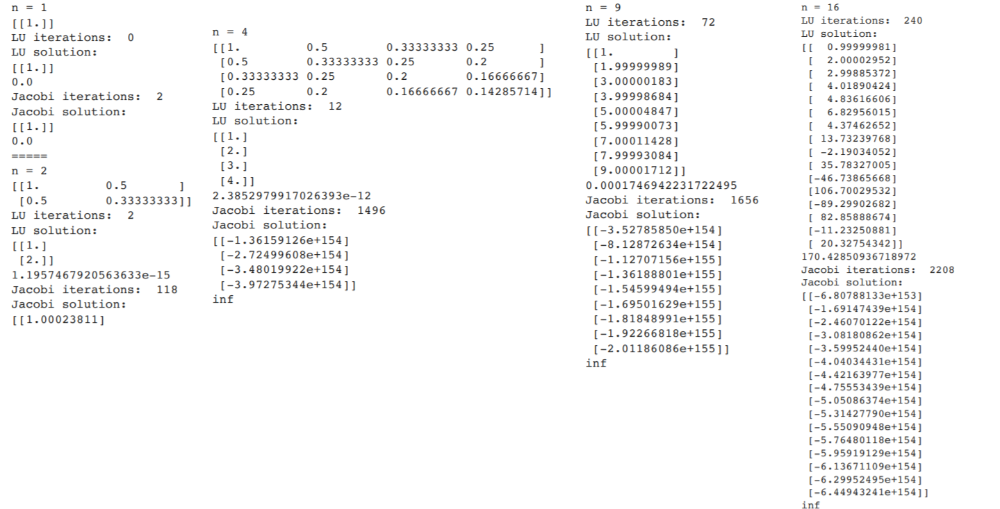 n = 1
[[1.]]
LU iterations:  0
LU solution:
[[1.]]
0.0
Jacobi iterations:  2
Jacobi solution:
[[1.]]
0.0
=====
n = 2
[[1.         0.5       ]
 [0.5        0.33333333]]
LU iterations:  2
LU solution:
[[1.]
 [2.]]
1.1957467920563633e-15
Jacobi iterations:  118
Jacobi solution:
[[1.00023811]
n = 4
[[1.         0.5        0.33333333 0.25      ]
 [0.5        0.33333333 0.25       0.2       ]
 [0.33333333 0.25       0.2        0.16666667]
 [0.25       0.2        0.16666667 0.14285714]]
LU iterations:  12
LU solution:
[[1.]
 [2.]
 [3.]
 [4.]]
2.3852979917026393e-12
Jacobi iterations:  1496
Jacobi solution:
[[-1.36159126e+154]
 [-2.72499608e+154]
 [-3.48019922e+154]
 [-3.97275344e+154]]
inf
n = 9
LU iterations:  72
LU solution:
[[1.        ]
 [1.99999989]
 [3.00000183]
 [3.99998684]
 [5.00004847]
 [5.99990073]
 [7.00011428]
 [7.99993084]
 [9.00001712]]
0.0001746942231722495
Jacobi iterations:  1656
Jacobi solution:
[[-3.52785850e+154]
 [-8.12872634e+154]
 [-1.12707156e+155]
 [-1.36188801e+155]
 [-1.54599494e+155]
 [-1.69501629e+155]
 [-1.81848991e+155]
 [-1.92266818e+155]
 [-2.01186086e+155]]
inf
n = 16
LU iterations:  240
LU solution:
[[  0.99999981]
 [  2.00002952]
 [  2.99885372]
 [  4.01890424]
 [  4.83616606]
 [  6.82956015]
 [  4.37462652]
 [ 13.73239768]
 [ -2.19034052]
 [ 35.78327005]
 [-46.73865668]
 [106.70029532]
 [-89.29902682]
 [ 82.85888674]
 [-11.23250881]
 [ 20.32754342]]
170.42850936718972
Jacobi iterations:  2208
Jacobi solution:
[[-6.80788133e+153]
 [-1.69147439e+154]
 [-2.46070122e+154]
 [-3.08180862e+154]
 [-3.59952440e+154]
 [-4.04034431e+154]
 [-4.42163977e+154]
 [-4.75553439e+154]
 [-5.05086374e+154]
 [-5.31427790e+154]
 [-5.55090948e+154]
 [-5.76480118e+154]
 [-5.95919129e+154]
 [-6.13671109e+154]
 [-6.29952495e+154]
 [-6.44943241e+154]]
inf